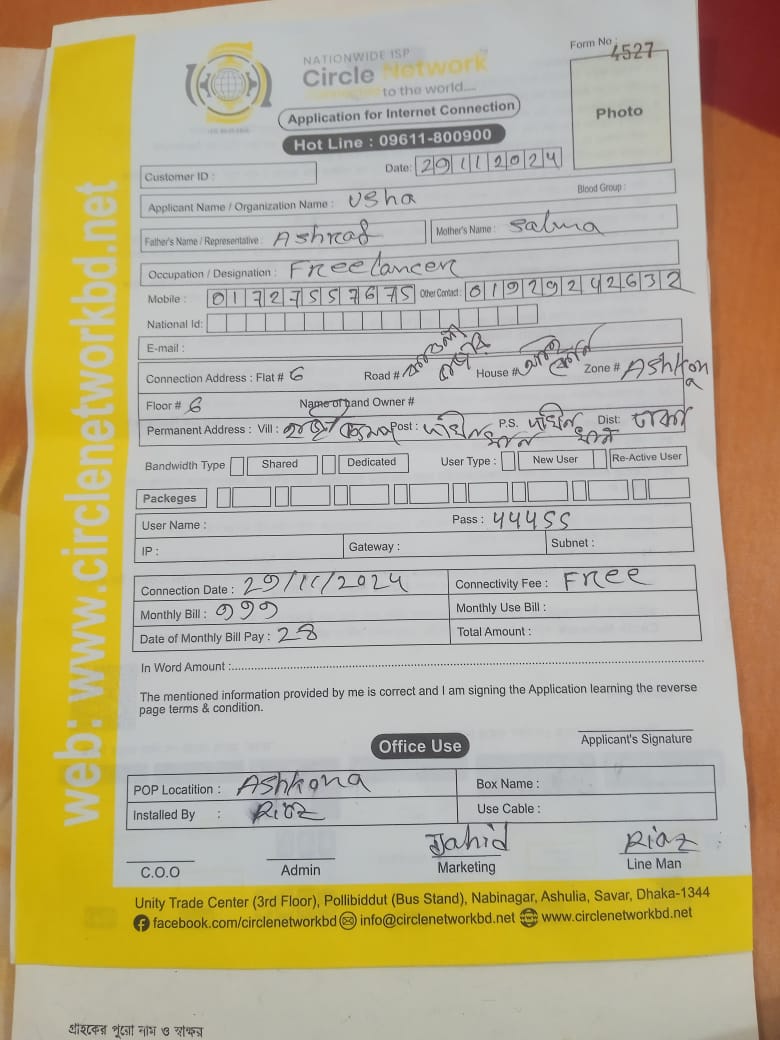 NATIONWIDE ISP
Circle Network
connected to the world....
Form No : 4527
Application for Internet Connection
Hot Line : 09611-800900
Photo
Customer ID :
Date: 29112024
Applicant Name / Organization Name : Usha
Blood Group :
Father's Name / Representative : Ashraf Mother's Name : Salma
Occupation / Designation : Freelancer
Mobile : 01727557675 Other Contact : 01929242632
National Id:
E-mail :
Connection Address : Flat # 6 Road # House # Zone # Ashkona
Floor # 6 Name of band Owner #
Permanent Address : Vill : Post : P.S. Dist: ঢাকা
Bandwidth Type Shared Dedicated User Type : New User Re-Active User
Packeges
User Name : Pass : 44455
IP : Gateway : Subnet :
Connection Date : 29/11/2024 Connectivity Fee : Free
Monthly Bill : 999 Monthly Use Bill :
Date of Monthly Bill Pay : 28 Total Amount :
In Word Amount :
The mentioned information provided by me is correct and I am signing the Application learning the reverse
page terms & condition.
Applicant's Signature
Office Use
POP Locatition : Ashkona Box Name :
Installed By : Riaz Use Cable :
Jahid Riaz
C.O.O Admin Marketing Line Man
Unity Trade Center (3rd Floor), Pollibiddut (Bus Stand), Nabinagar, Ashulia, Savar, Dhaka-1344
facebook.com/circlenetworkbd info@circlenetworkbd.net www.circlenetworkbd.net
web: www.circlenetworkbd.net
গ্রাহকের পুরো নাম ও স্বাক্ষর